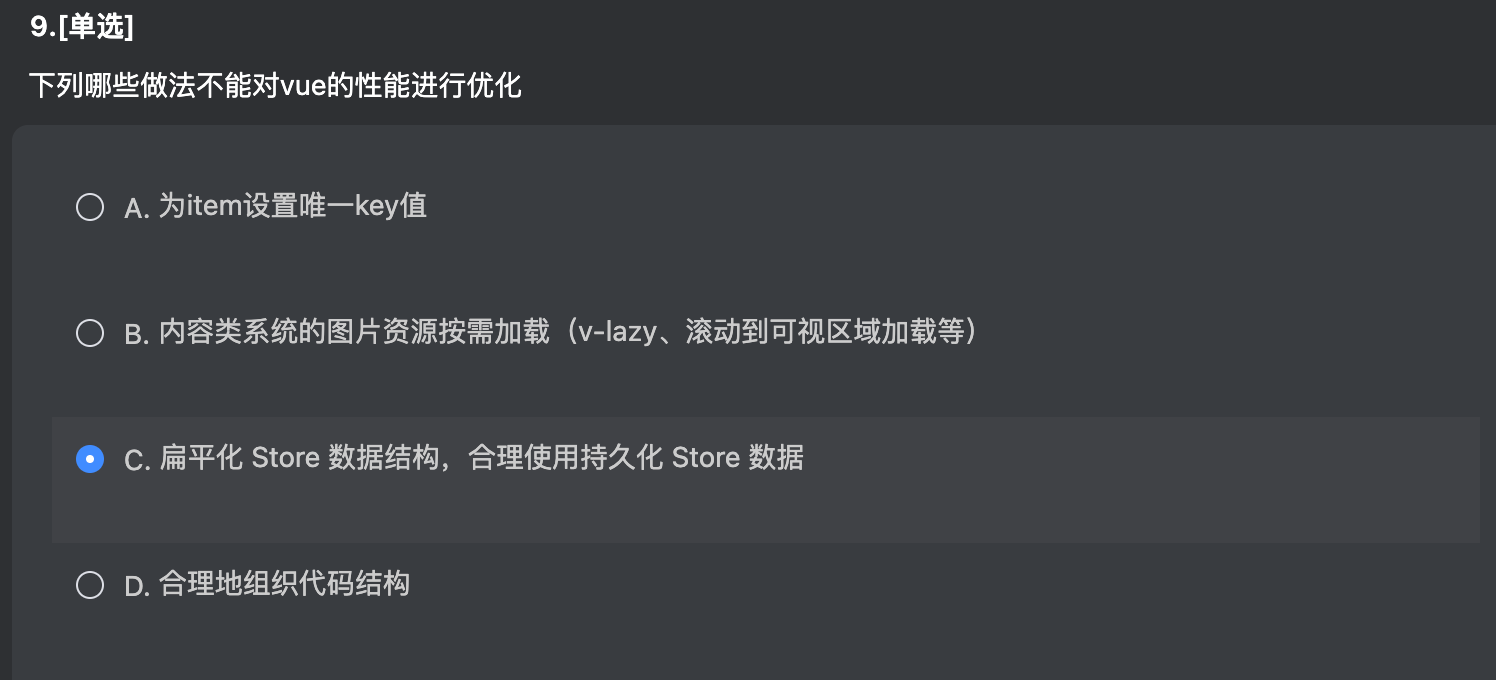 9.[单选]
下列哪些做法不能对vue的性能进行优化
A. 为item设置唯一key值
B. 内容类系统的图片资源按需加载（v-lazy、滚动到可视区域加载等）
C. 扁平化 Store 数据结构，合理使用持久化 Store 数据
D. 合理地组织代码结构